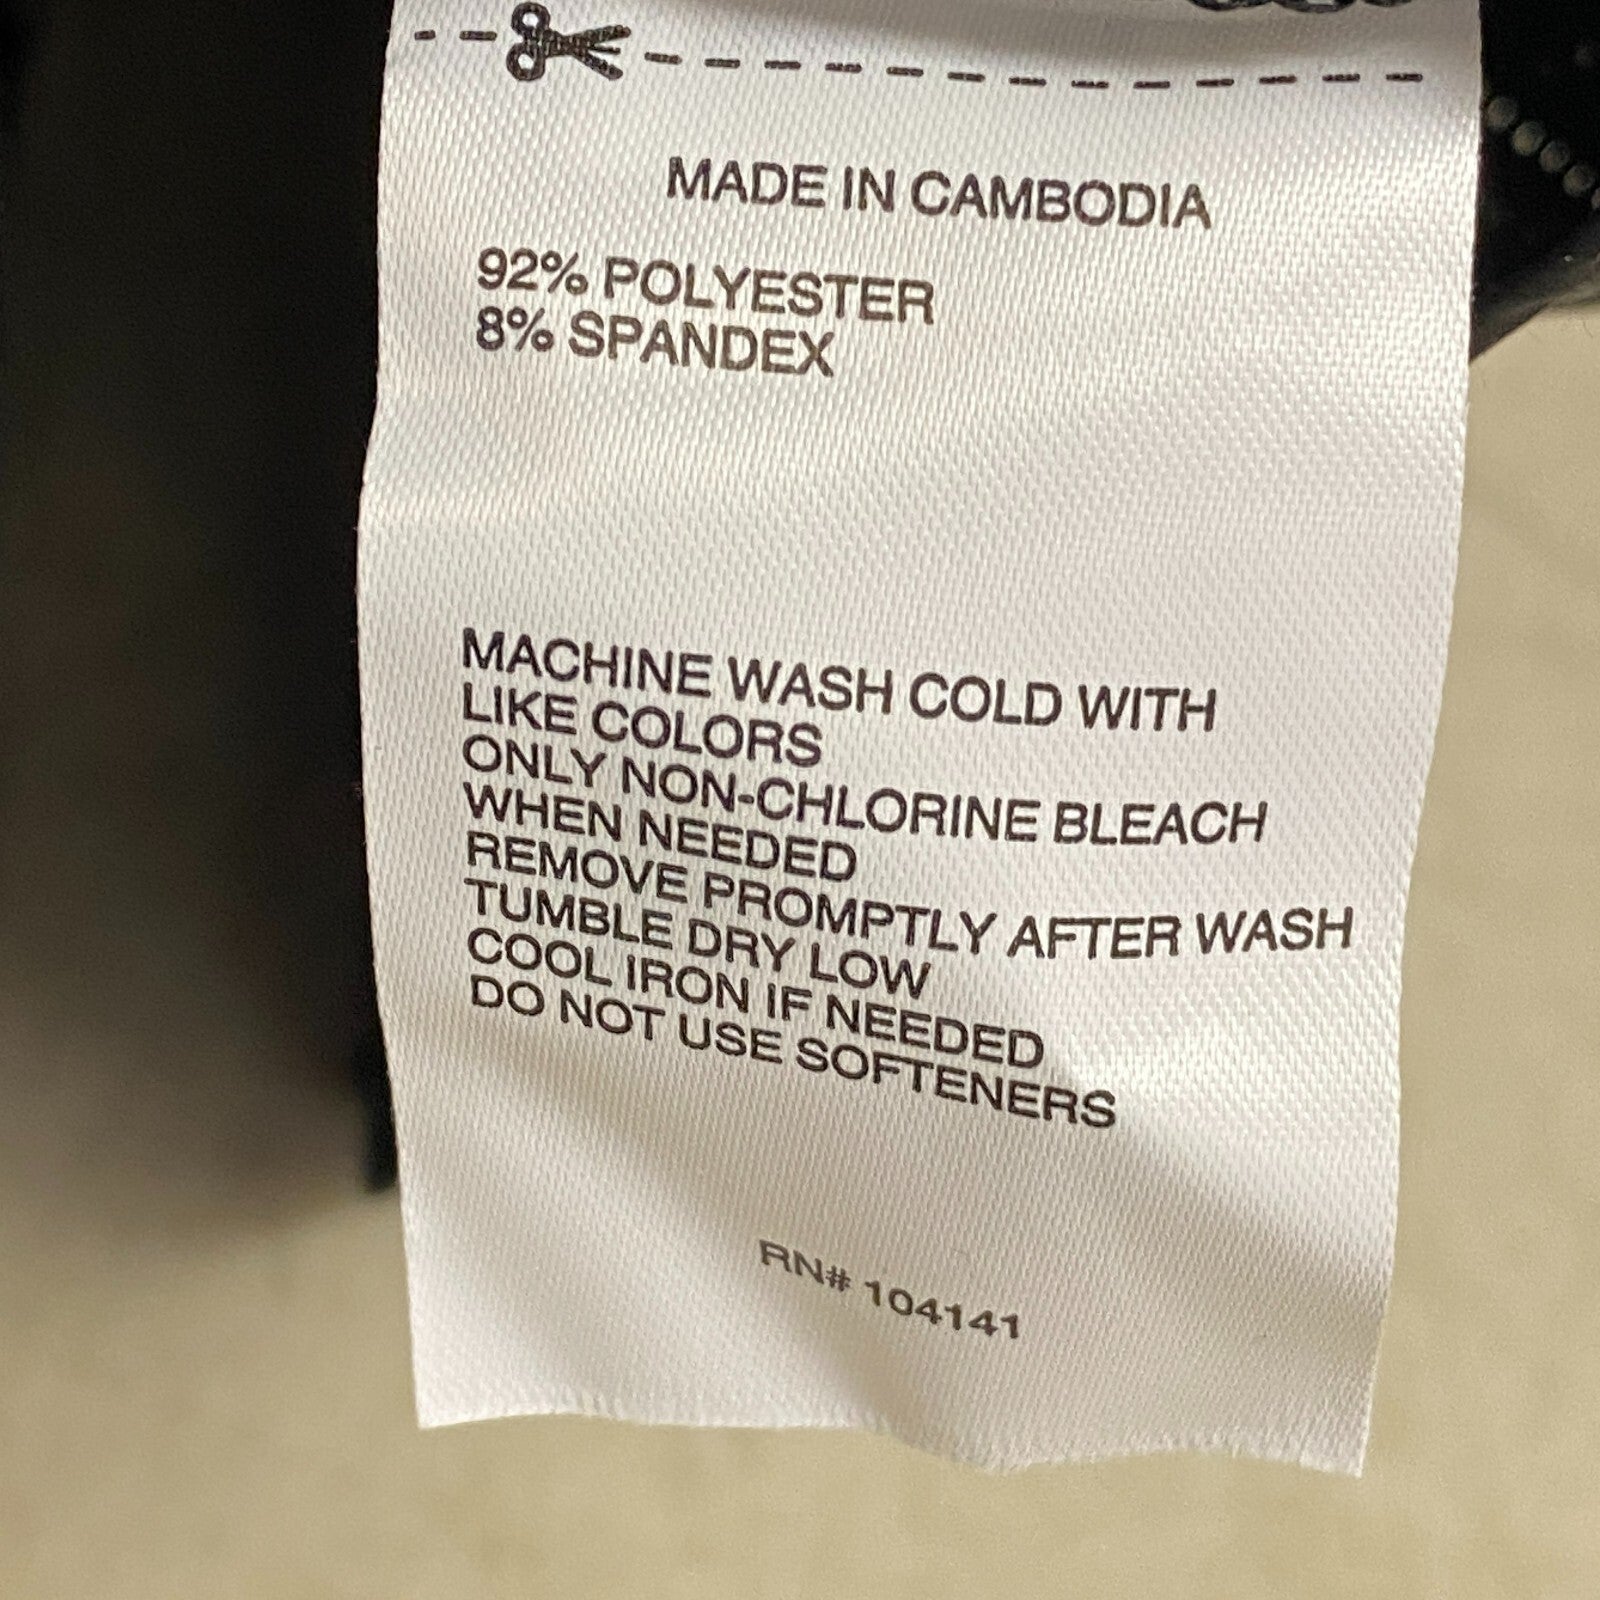 MADE IN CAMBODIA
92% POLYESTER
8% SPANDEX
MACHINE WASH COLD WITH
LIKE COLORS
ONLY NON-CHLORINE BLEACH
WHEN NEEDED
REMOVE PROMPTLY AFTER WASH
TUMBLE DRY LOW
COOL IRON IF NEEDED
DO NOT USE SOFTENERS
RN# 104141